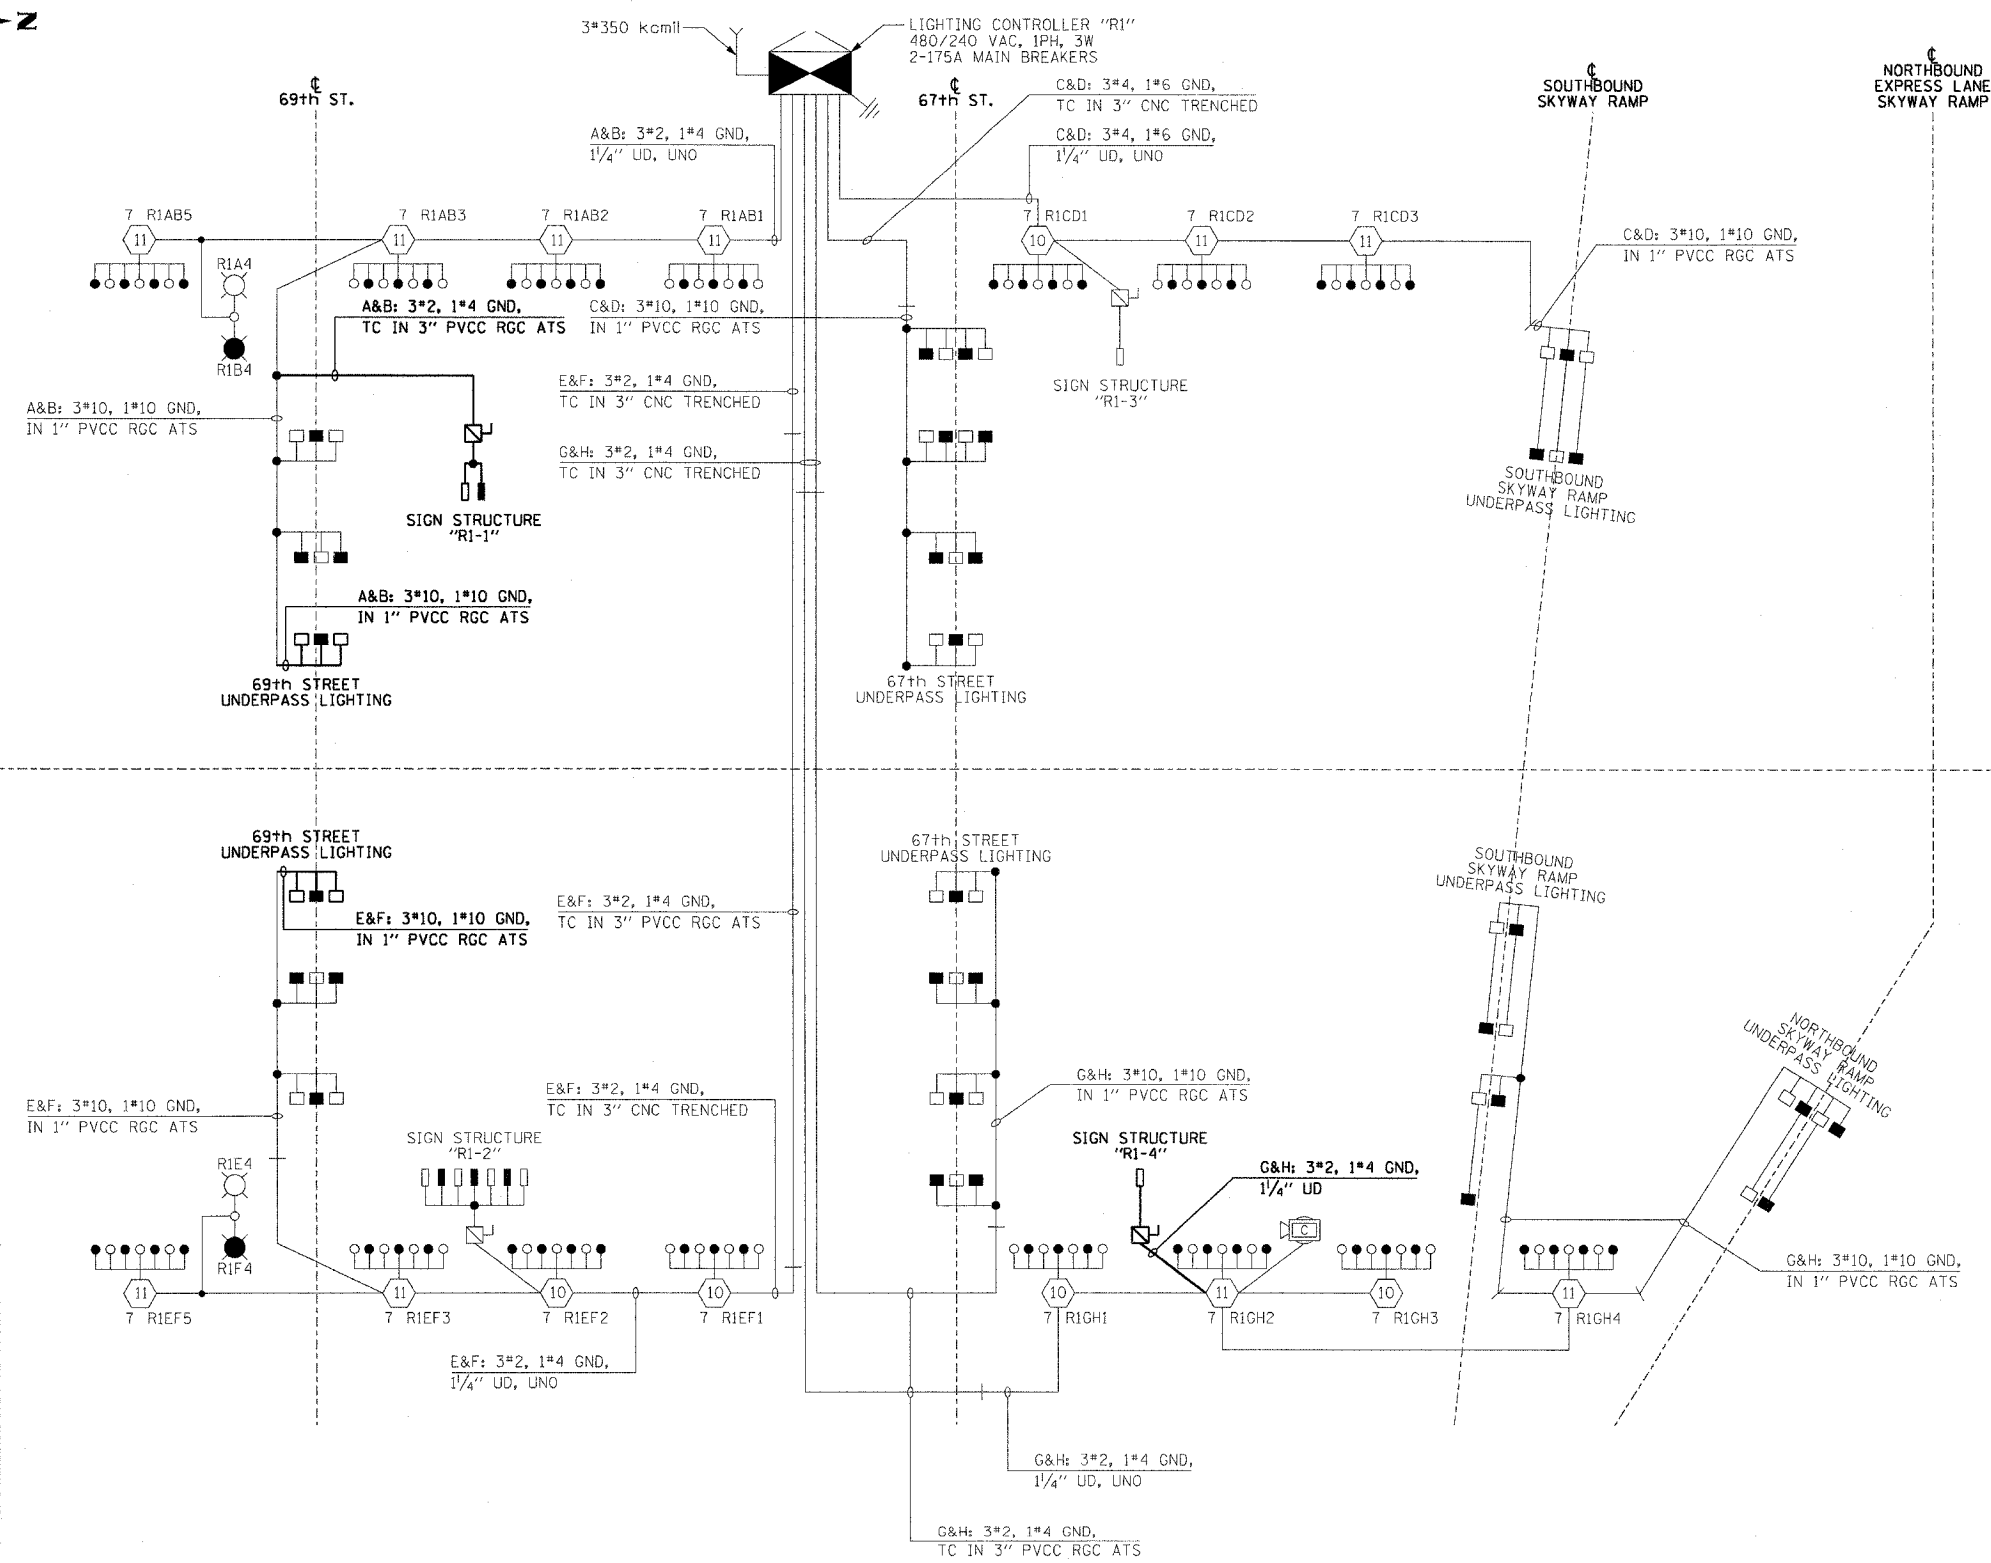 N
3#350 kcmil
LIGHTING CONTROLLER "R1"
480/240 VAC, 1PH, 3W
2-175A MAIN BREAKERS
℄
69th ST.
℄
67th ST.
℄
SOUTHBOUND
SKYWAY RAMP
℄
NORTHBOUND
EXPRESS LANE
SKYWAY RAMP
C&D: 3#4, 1#6 GND,
TC IN 3" CNC TRENCHED
A&B: 3#2, 1#4 GND,
1¼" UD, UNO
C&D: 3#4, 1#6 GND,
1¼" UD, UNO
7 R1AB5
11
7 R1AB3
11
7 R1AB2
11
7 R1AB1
11
7 R1CD1
10
7 R1CD2
11
7 R1CD3
11
C&D: 3#10, 1#10 GND,
IN 1" PVCC RGC ATS
R1A4
R1B4
A&B: 3#2, 1#4 GND,
TC IN 3" PVCC RGC ATS
C&D: 3#10, 1#10 GND,
IN 1" PVCC RGC ATS
E&F: 3#2, 1#4 GND,
TC IN 3" CNC TRENCHED
SIGN STRUCTURE
"R1-3"
A&B: 3#10, 1#10 GND,
IN 1" PVCC RGC ATS
G&H: 3#2, 1#4 GND,
TC IN 3" CNC TRENCHED
SIGN STRUCTURE
"R1-1"
SOUTHBOUND
SKYWAY RAMP
UNDERPASS LIGHTING
A&B: 3#10, 1#10 GND,
IN 1" PVCC RGC ATS
69th STREET
UNDERPASS LIGHTING
67th STREET
UNDERPASS LIGHTING
69th STREET
UNDERPASS LIGHTING
67th STREET
UNDERPASS LIGHTING
SOUTHBOUND
SKYWAY RAMP
UNDERPASS LIGHTING
E&F: 3#10, 1#10 GND,
IN 1" PVCC RGC ATS
E&F: 3#2, 1#4 GND,
TC IN 3" PVCC RGC ATS
NORTHBOUND
SKYWAY RAMP
UNDERPASS LIGHTING
E&F: 3#10, 1#10 GND,
IN 1" PVCC RGC ATS
E&F: 3#2, 1#4 GND,
TC IN 3" CNC TRENCHED
G&H: 3#10, 1#10 GND,
IN 1" PVCC RGC ATS
SIGN STRUCTURE
"R1-2"
SIGN STRUCTURE
"R1-4"
G&H: 3#2, 1#4 GND,
1¼" UD
R1E4
R1F4
C
G&H: 3#10, 1#10 GND,
IN 1" PVCC RGC ATS
11
7 R1EF5
11
7 R1EF3
10
7 R1EF2
10
7 R1EF1
10
7 R1GH1
11
7 R1GH2
10
7 R1GH3
11
7 R1GH4
E&F: 3#2, 1#4 GND,
1¼" UD, UNO
G&H: 3#2, 1#4 GND,
1¼" UD, UNO
G&H: 3#2, 1#4 GND,
TC IN 3" PVCC RGC ATS